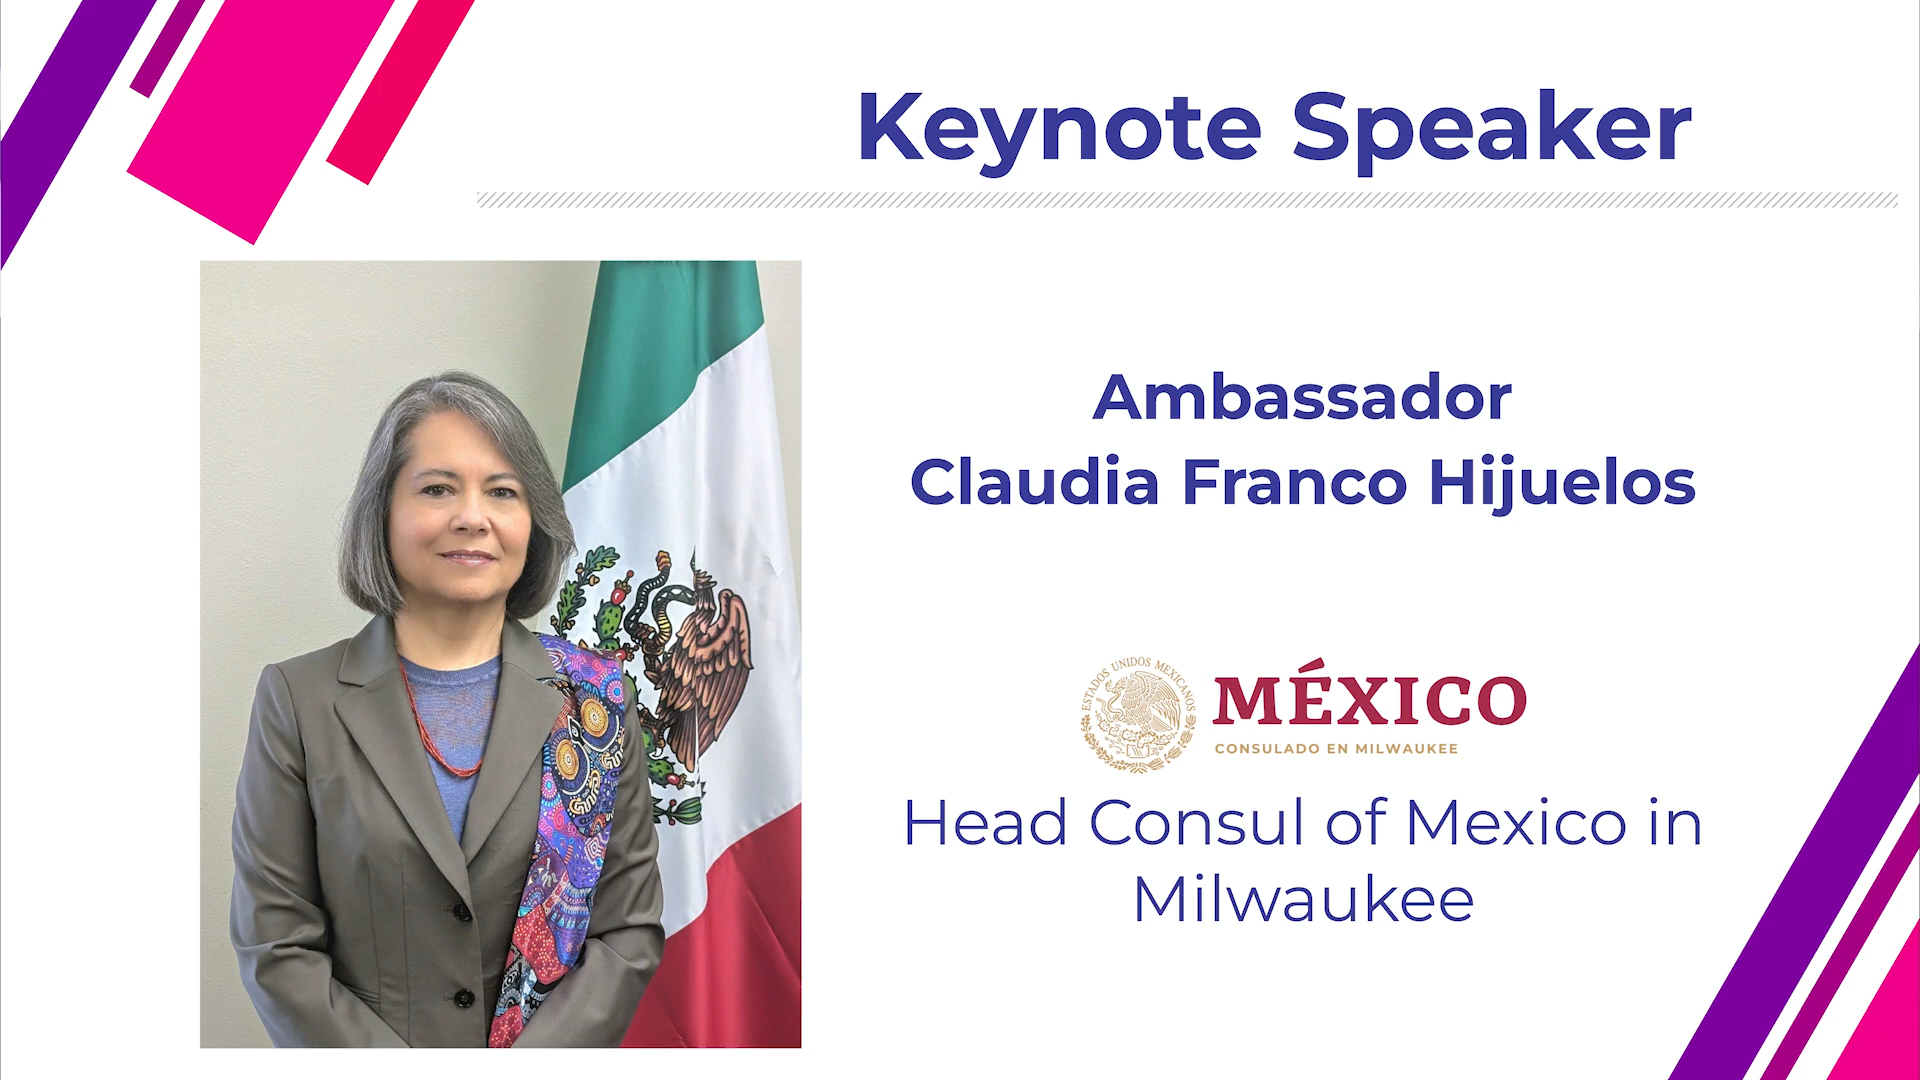 Keynote Speaker
Ambassador
Claudia Franco Hijuelos
ESTADOS UNIDOS MEXICANOS
MÉXICO
CONSULADO EN MILWAUKEE
Head Consul of Mexico in
Milwaukee